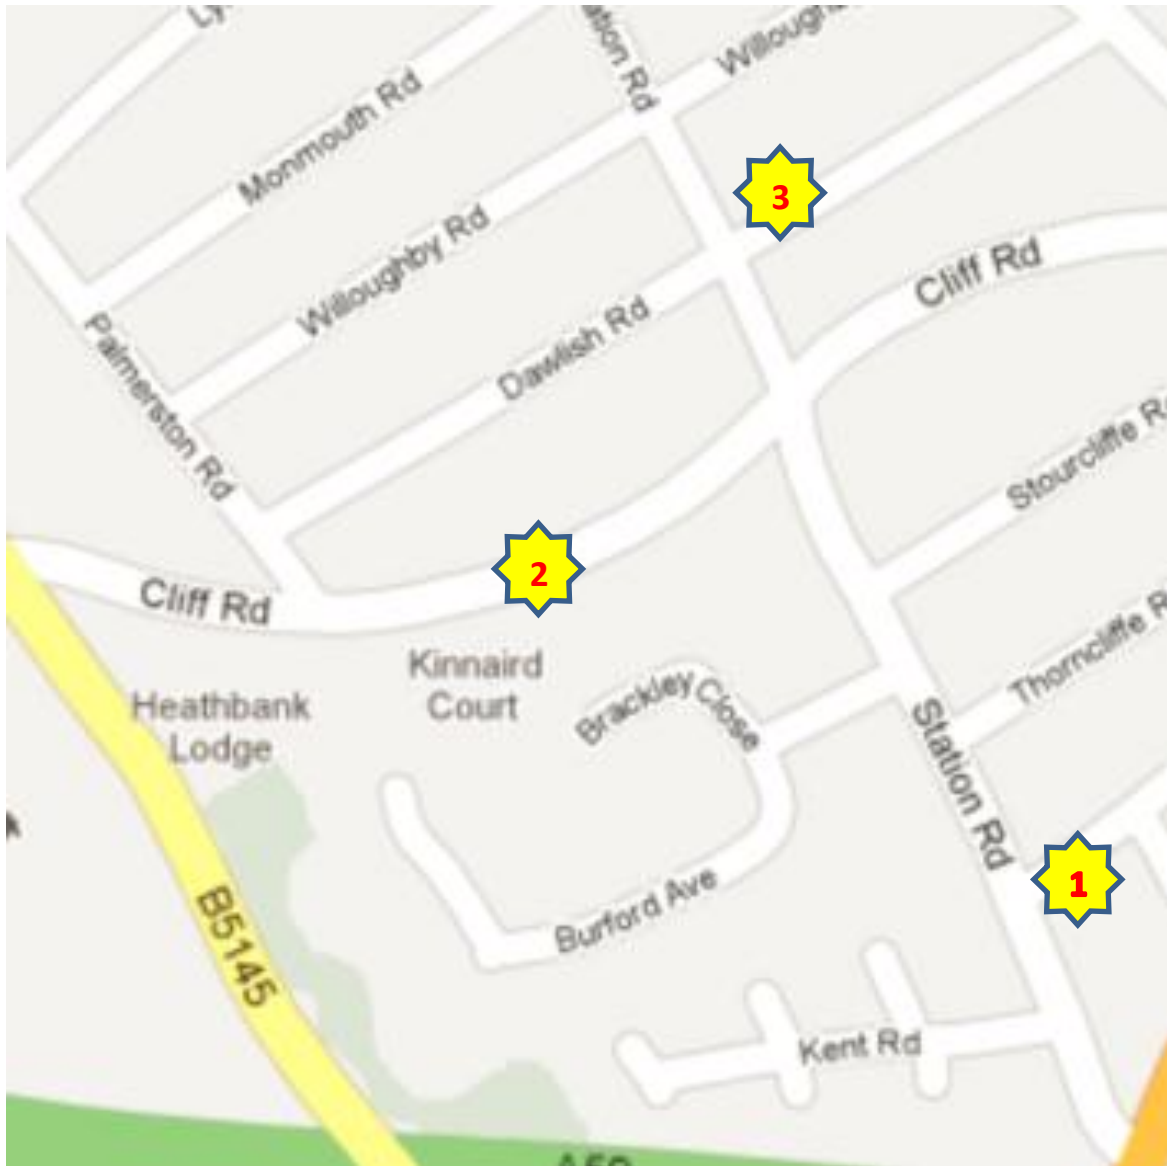 Monmouth Rd
Willoughby Rd
3
Cliff Rd
Palmerston Rd
Dawlish Rd
Stourcliffe
2
Cliff Rd
Thorncliffe
Kinnaird
Court
Heathbank
Lodge
Brackley Close
Station Rd
1
Burford Ave
B5145
Kent Rd